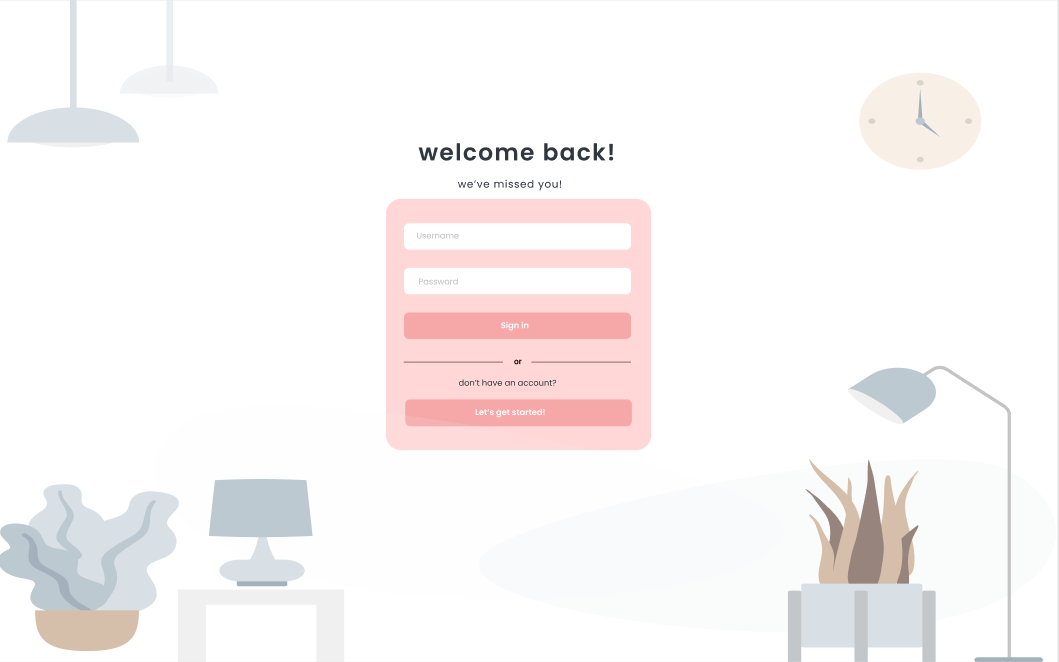 welcome back!
we've missed you!
Username
Password
Sign in
or
don't have an account?
Let's get started!